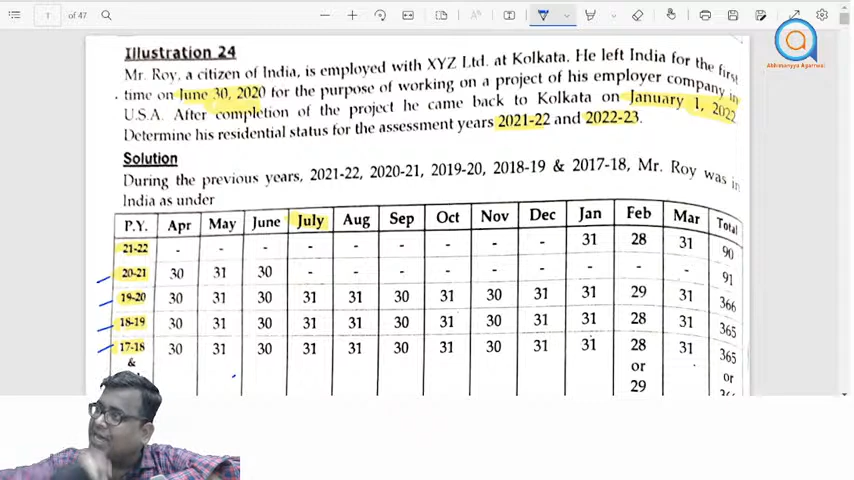 1 of 47
Illustration 24
Mr. Roy, a citizen of India, is employed with XYZ Ltd. at Kolkata. He left India for the first
time on June 30, 2020 for the purpose of working on a project of his employer company in
U.S.A. After completion of the project he came back to Kolkata on January 1, 2022
Determine his residential status for the assessment years 2021-22 and 2022-23.
Abhimanyya Agarrwal
Solution
During the previous years, 2021-22, 2020-21, 2019-20, 2018-19 & 2017-18, Mr. Roy was in
India as under
P.Y. Apr May June July Aug Sep Oct Nov Dec Jan Feb Mar Total
21-22 - - - - - - - - - 31 28 31 90
20-21 30 31 30 - - - - - - - - - 91
19-20 30 31 30 31 31 30 31 30 31 31 29 31 366
18-19 30 31 30 31 31 30 31 30 31 31 28 31 365
17-18 30 31 30 31 31 30 31 30 31 31 28 31 365
& or or
29